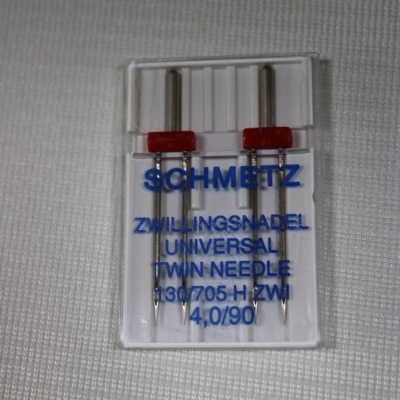 SCHMETZ
ZWILLINGSNADEL
UNIVERSAL
TWIN NEEDLE
130/705 H ZWI
4,0/90